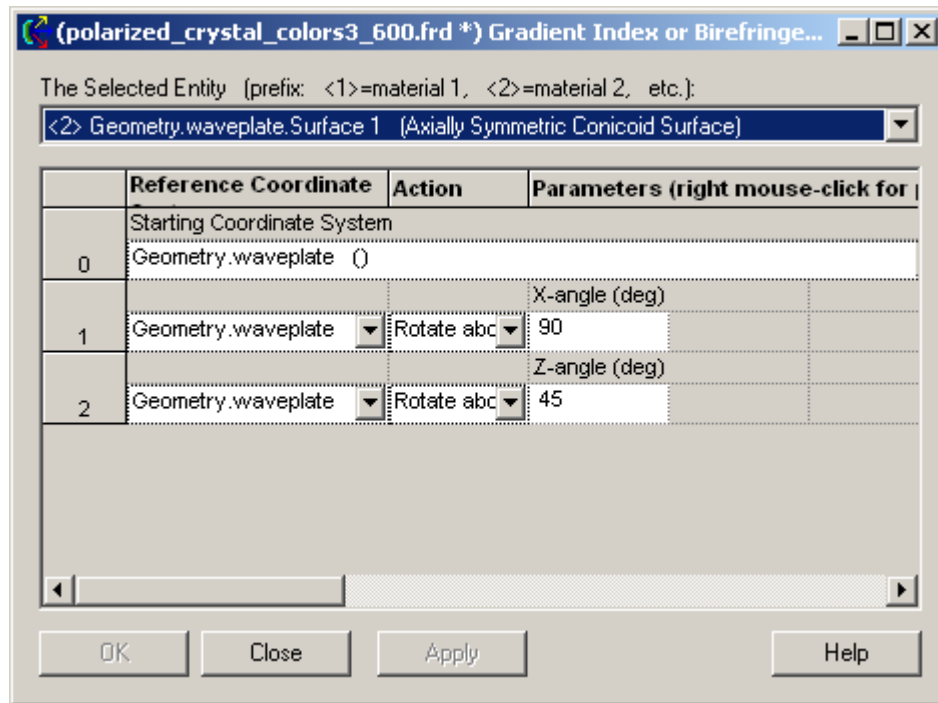 (polarized_crystal_colors3_600.frd *) Gradient Index or Birefringe...
The Selected Entity (prefix: <1>=material 1, <2>=material 2, etc.):
<2> Geometry.waveplate.Surface 1 (Axially Symmetric Conicoid Surface)
Reference Coordinate Action Parameters (right mouse-click for
Starting Coordinate System
0 Geometry.waveplate ()
X-angle (deg)
1 Geometry.waveplate Rotate abo 90
Z-angle (deg)
2 Geometry.waveplate Rotate abo 45
OK Close Apply Help